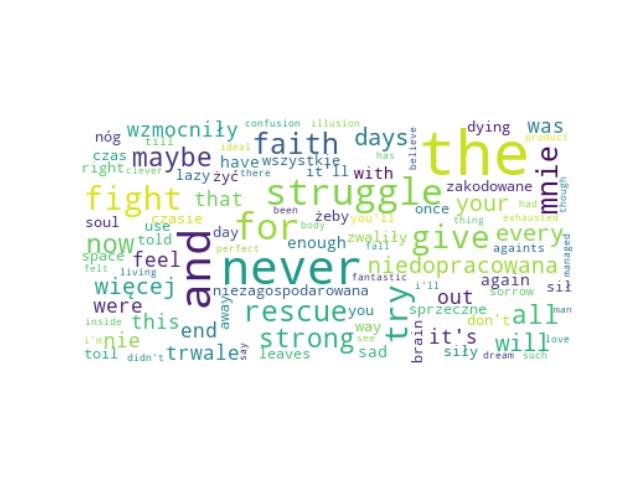 confusion illusion
dying was
nóg wzmocniły till faith days the product
czas maybe ideal has believe mnie
right clever have wszystkie it'll with
lazy żyć there struggle zakodowane though
fight that your had
soul czasie been żeby you'll once thing exhausted
use for body give every
now told day enough zwaliły fall againts
space feel and perfect never niedopracowana managed
felt living fantastic again
więcej niezagospodarowana i'll sorrow sił
were away rescue you try sprzeczne out man
inside this end way don't all
i'm nie strong see brain it's will love
toil didn't trwale say leaves sad siły dream such